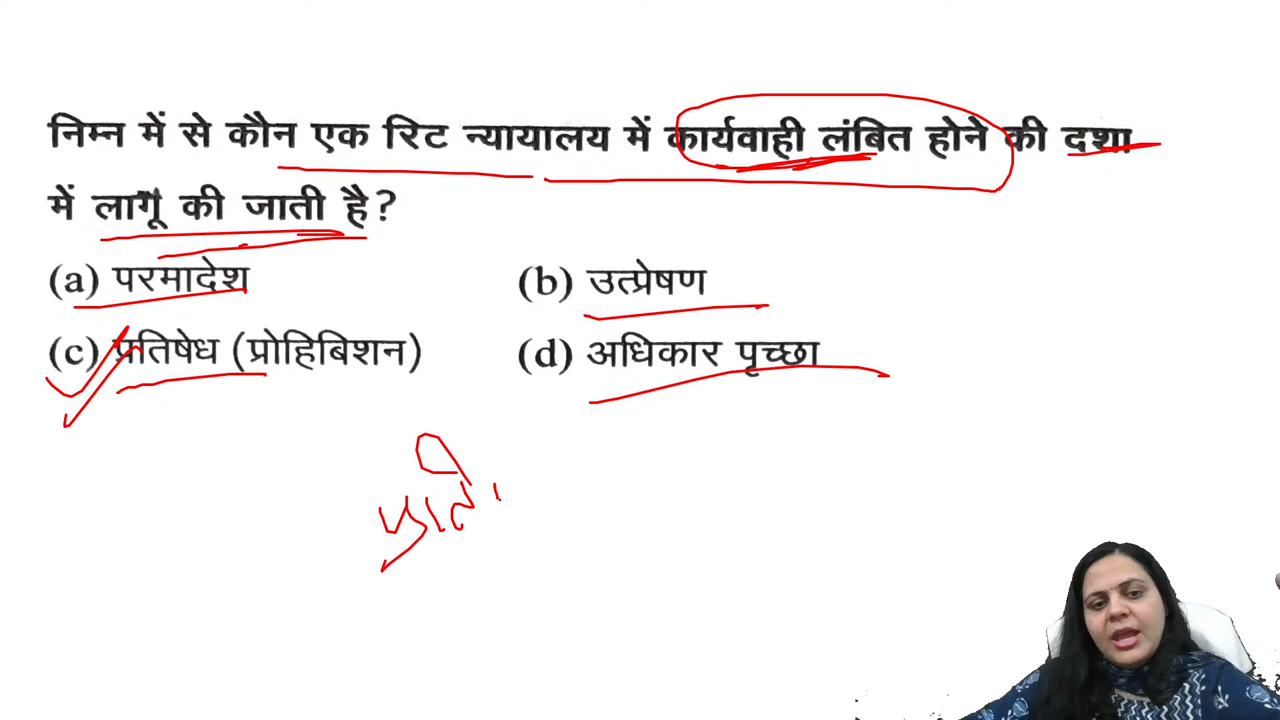 निम्न में से कौन एक रिट न्यायालय में कार्यवाही लंबित होने की दशा
में लागू की जाती है?
(a) परमादेश
(b) उत्प्रेषण
(c) प्रतिषेध (प्रोहिबिशन)
(d) अधिकार पृच्छा